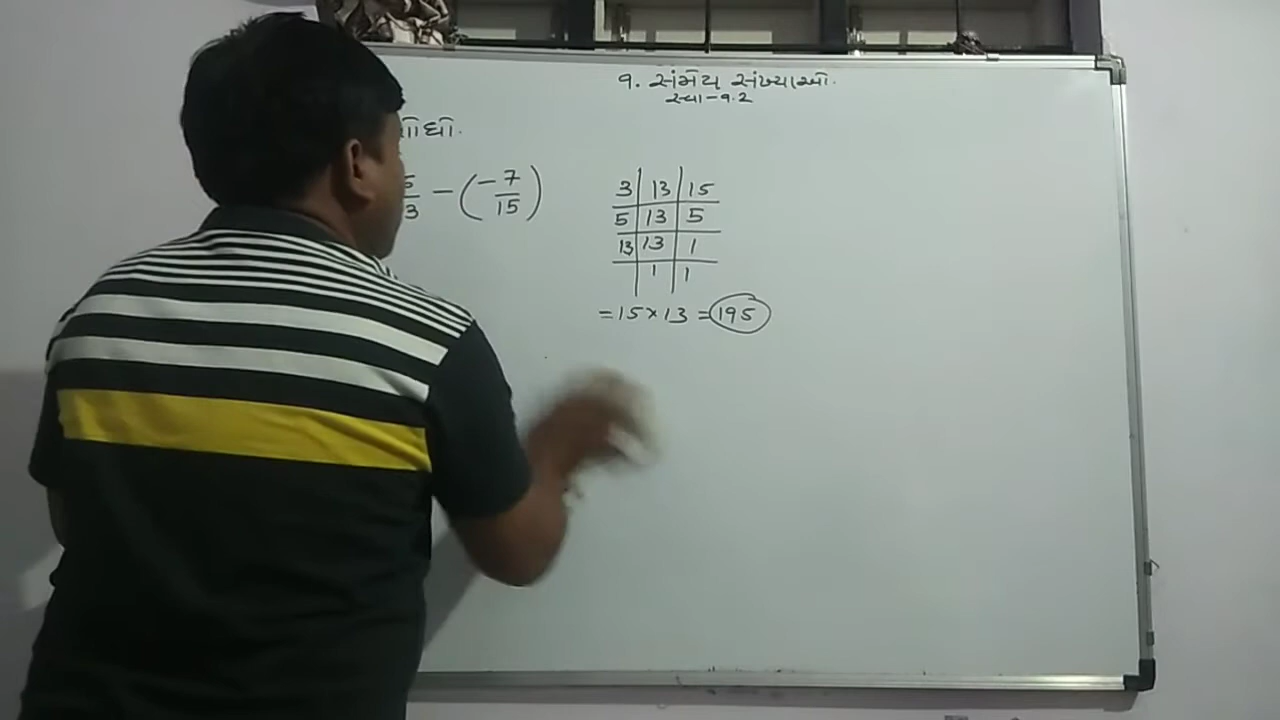 ૧. સંમેય સંખ્યાઓ.
સ્વા-૧.૨
- (- 7/15)
3 | 13 | 15
5 | 13 | 5
13 | 13 | 1
| 1 | 1
= 15 × 13 = 195